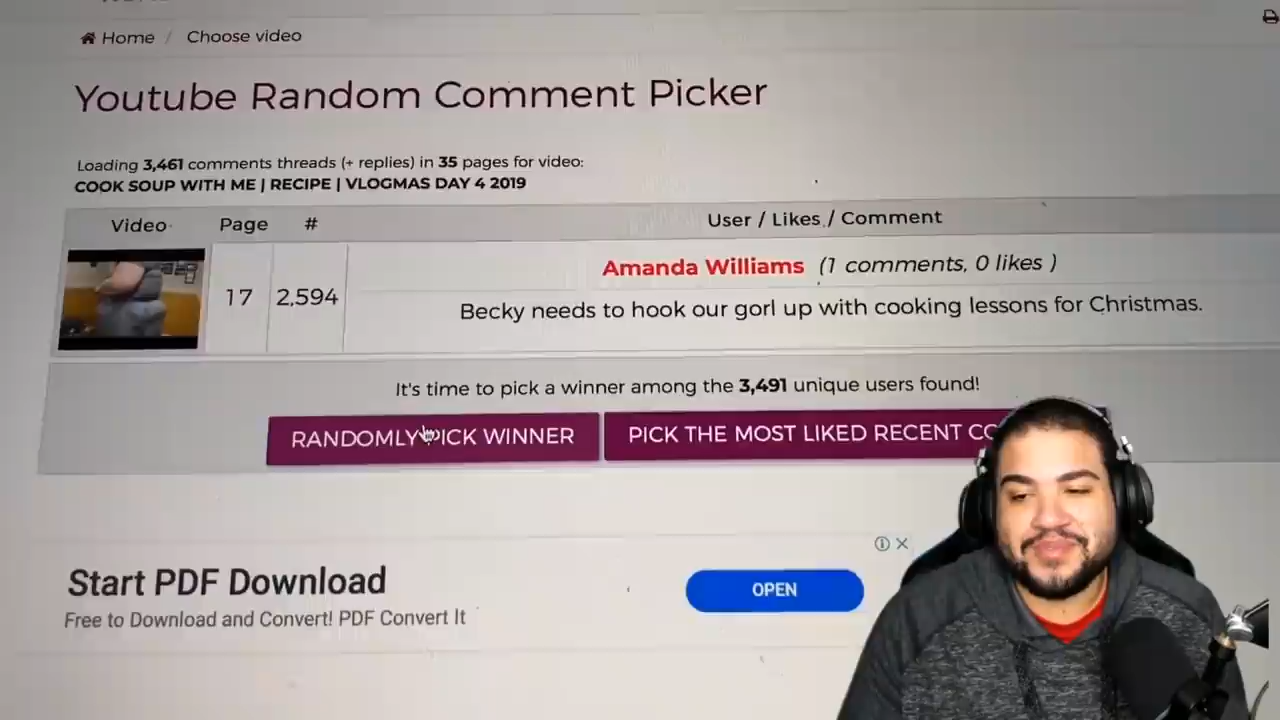 Home / Choose video
Youtube Random Comment Picker
Loading 3,461 comments threads (+ replies) in 35 pages for video:
COOK SOUP WITH ME | RECIPE | VLOGMAS DAY 4 2019
Video Page # User / Likes / Comment
17 2,594 Amanda Williams (1 comments, 0 likes )
Becky needs to hook our gorl up with cooking lessons for Christmas.
It's time to pick a winner among the 3,491 unique users found!
RANDOMLY PICK WINNER PICK THE MOST LIKED RECENT CO
Start PDF Download
OPEN
Free to Download and Convert! PDF Convert It